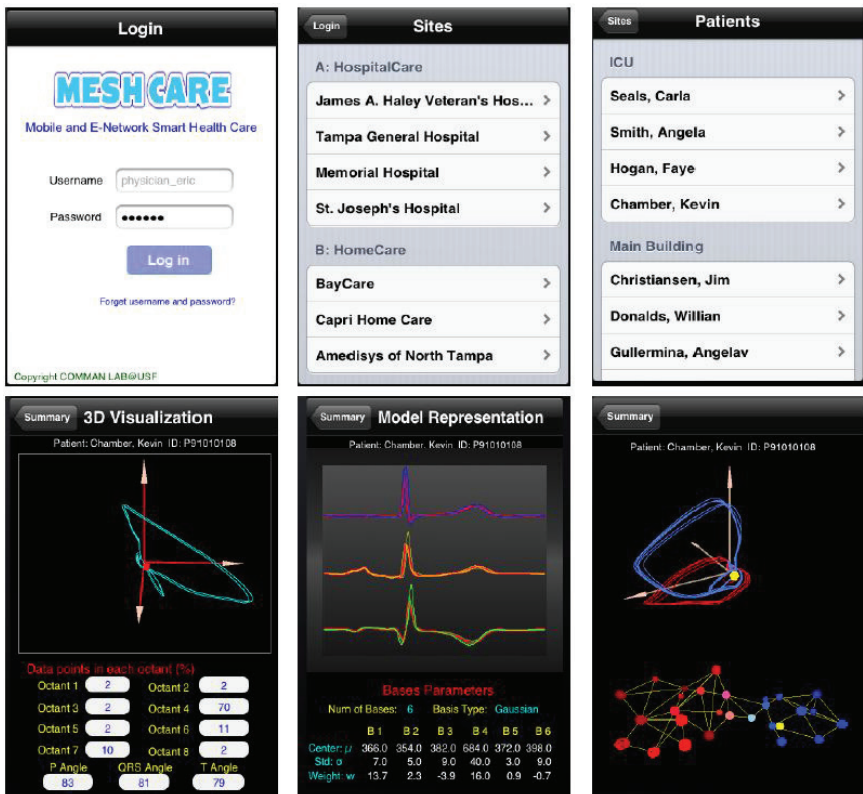 Login
MESH CARE
Mobile and E-Network Smart Health Care
Username physician_eric
Password ●●●●●●
Log in
Forget username and password?
Copyright COMMAN LAB@USF
Login Sites
A: HospitalCare
James A. Haley Veteran's Hos... >
Tampa General Hospital >
Memorial Hospital >
St. Joseph's Hospital >
B: HomeCare
BayCare >
Capri Home Care >
Amedisys of North Tampa >
Sites Patients
ICU
Seals, Carla >
Smith, Angela >
Hogan, Faye >
Chamber, Kevin >
Main Building
Christiansen, Jim >
Donalds, Willian >
Gullermina, Angelav >
Summary 3D Visualization
Patient: Chamber, Kevin ID: P91010108
Data points in each octant (%)
Octant 1 2 Octant 2 2
Octant 3 2 Octant 4 70
Octant 5 2 Octant 6 11
Octant 7 10 Octant 8 2
P Angle QRS Angle T Angle
83 81 79
Summary Model Representation
Patient: Chamber, Kevin ID: P91010108
Bases Parameters
Num of Bases: 6 Basis Type: Gaussian
B 1 B 2 B 3 B 4 B 5 B 6
Center: μ 366.0 354.0 382.0 684.0 372.0 398.0
Std: σ 7.0 5.0 9.0 40.0 3.0 9.0
Weight: w 13.7 2.3 -3.9 16.0 0.9 -0.7
Summary
Patient: Chamber, Kevin ID: P91010108